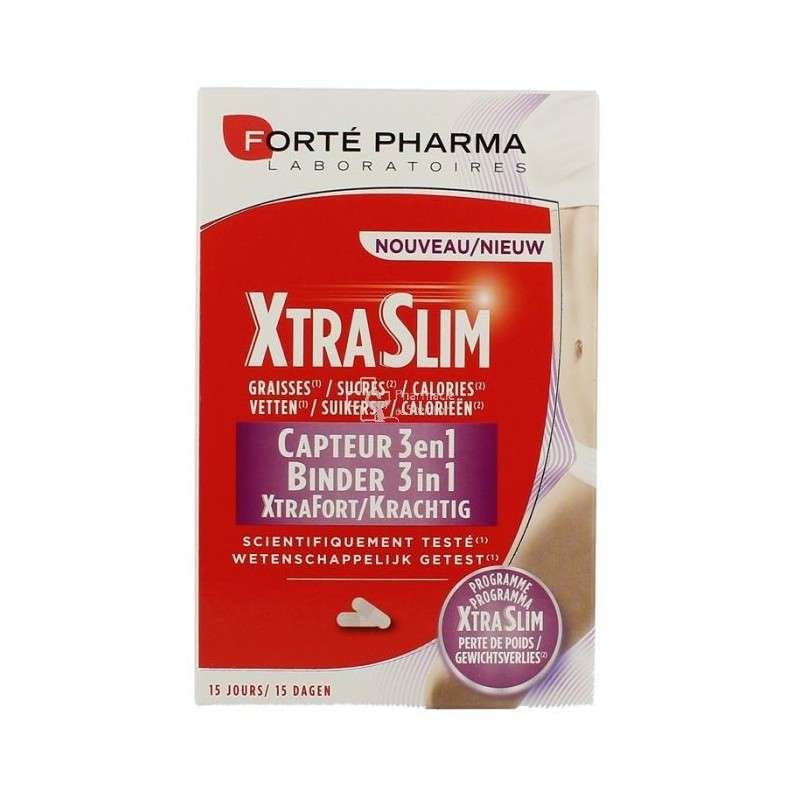 FORTÉ PHARMA
LABORATOIRES
NOUVEAU/NIEUW
XTRASLIM
GRAISSES(1) / SUCRES(2) / CALORIES(2)
VETTEN(1) / SUIKERS / CALORIEËN(2)
Pharmacie
CAPTEUR 3en1
BINDER 3in1
XTRAFORT/KRACHTIG
SCIENTIFIQUEMENT TESTÉ(1)
WETENSCHAPPELIJK GETEST(1)
PROGRAMME
PROGRAMMA
XTRASLIM
PERTE DE POIDS /
GEWICHTSVERLIES(2)
15 JOURS/ 15 DAGEN